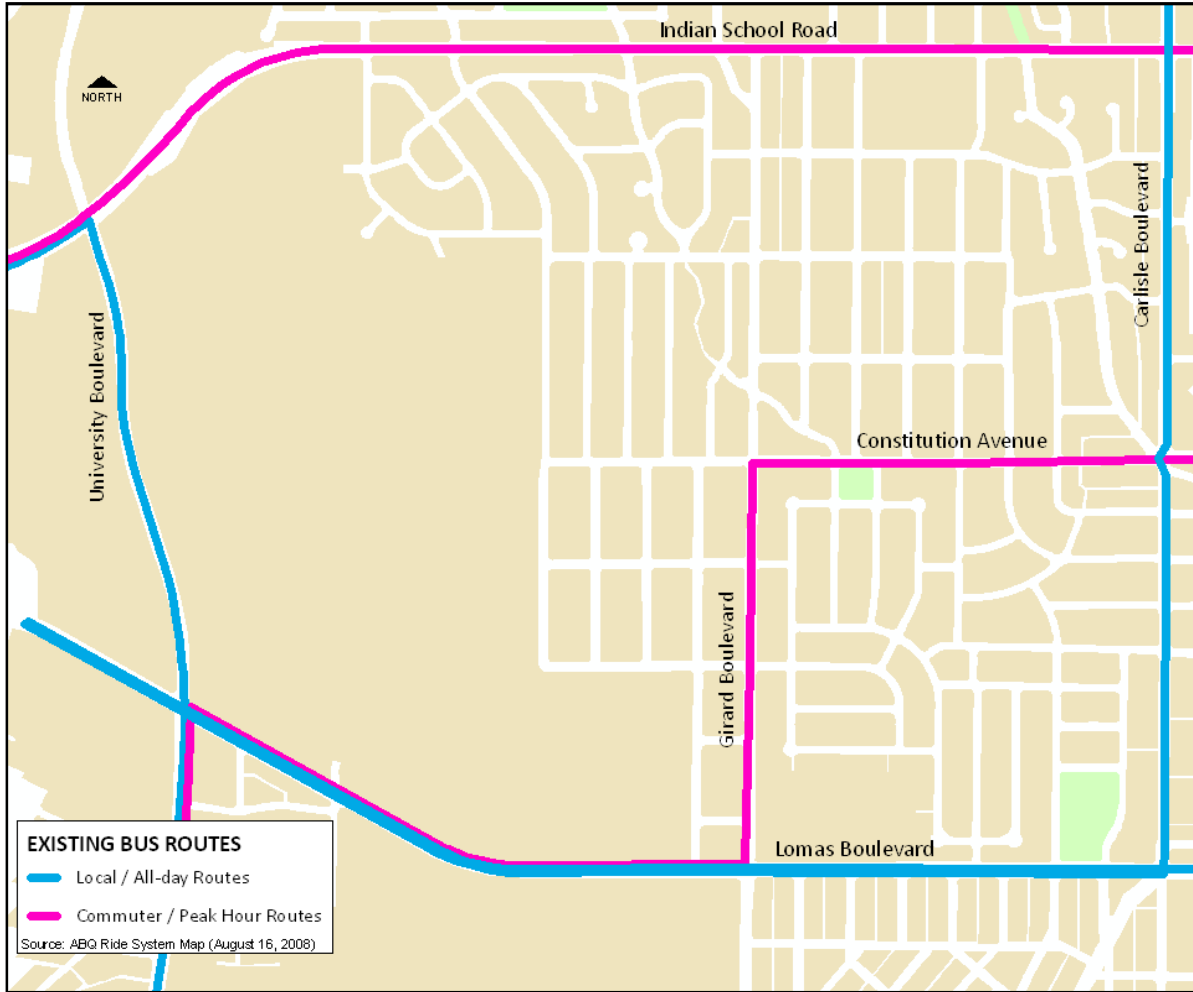 Indian School Road
NORTH
Carlisle Boulevard
University Boulevard
Constitution Avenue
Girard Boulevard
Lomas Boulevard
EXISTING BUS ROUTES
Local / All-day Routes
Commuter / Peak Hour Routes
Source: ABQ Ride System Map (August 16, 2008)